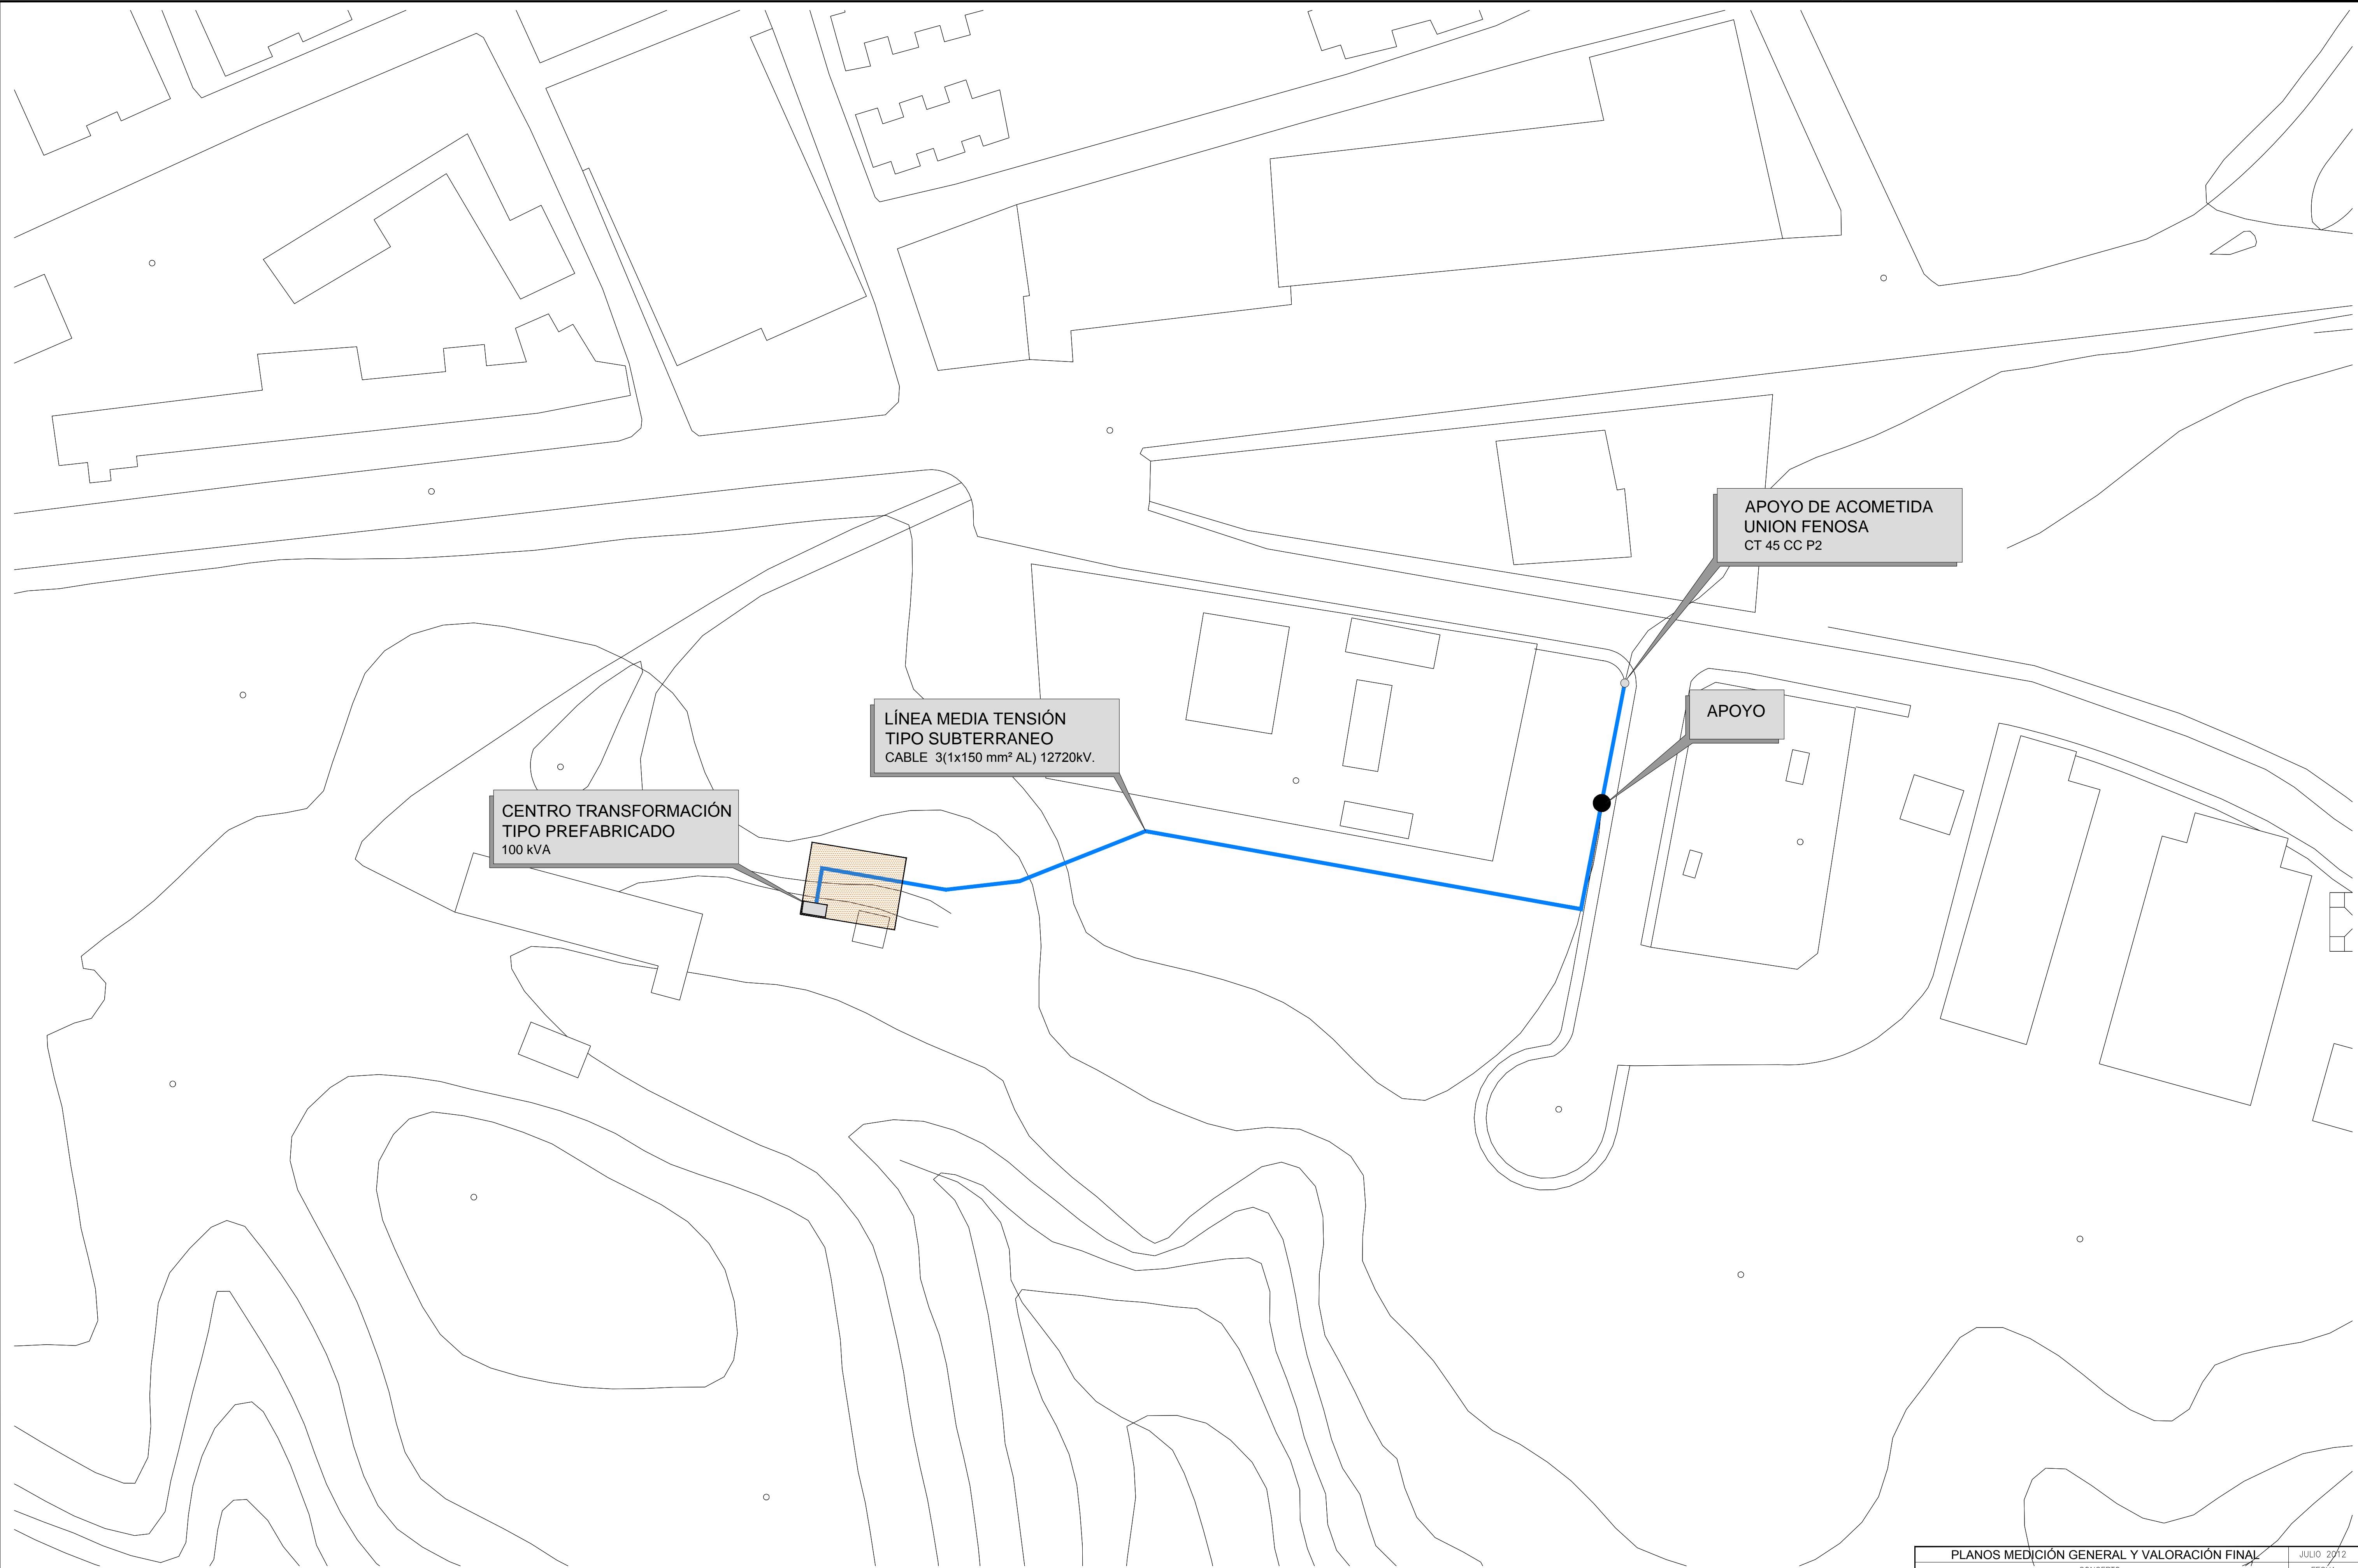 APOYO DE ACOMETIDA
UNION FENOSA
CT 45 CC P2
APOYO
LÍNEA MEDIA TENSIÓN
TIPO SUBTERRANEO
CABLE 3(1x150 mm² AL) 12720kV.
CENTRO TRANSFORMACIÓN
TIPO PREFABRICADO
100 kVA
PLANOS MEDICIÓN GENERAL Y VALORACIÓN FINAL
JULIO 2012